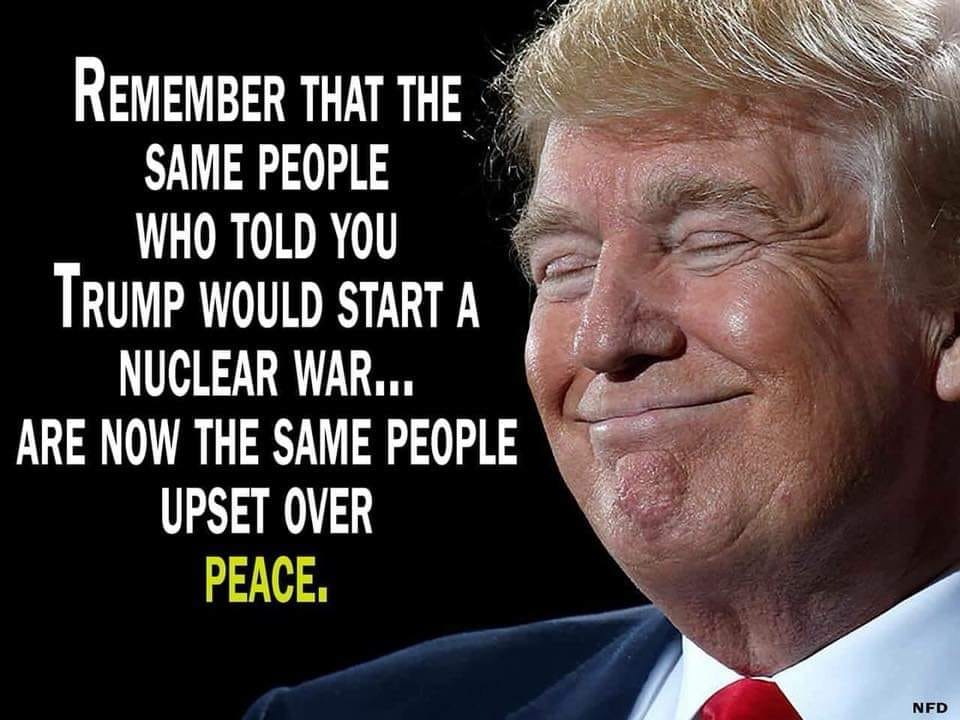 REMEMBER THAT THE
SAME PEOPLE
WHO TOLD YOU
TRUMP WOULD START A
NUCLEAR WAR...
ARE NOW THE SAME PEOPLE
UPSET OVER
PEACE.
NFD